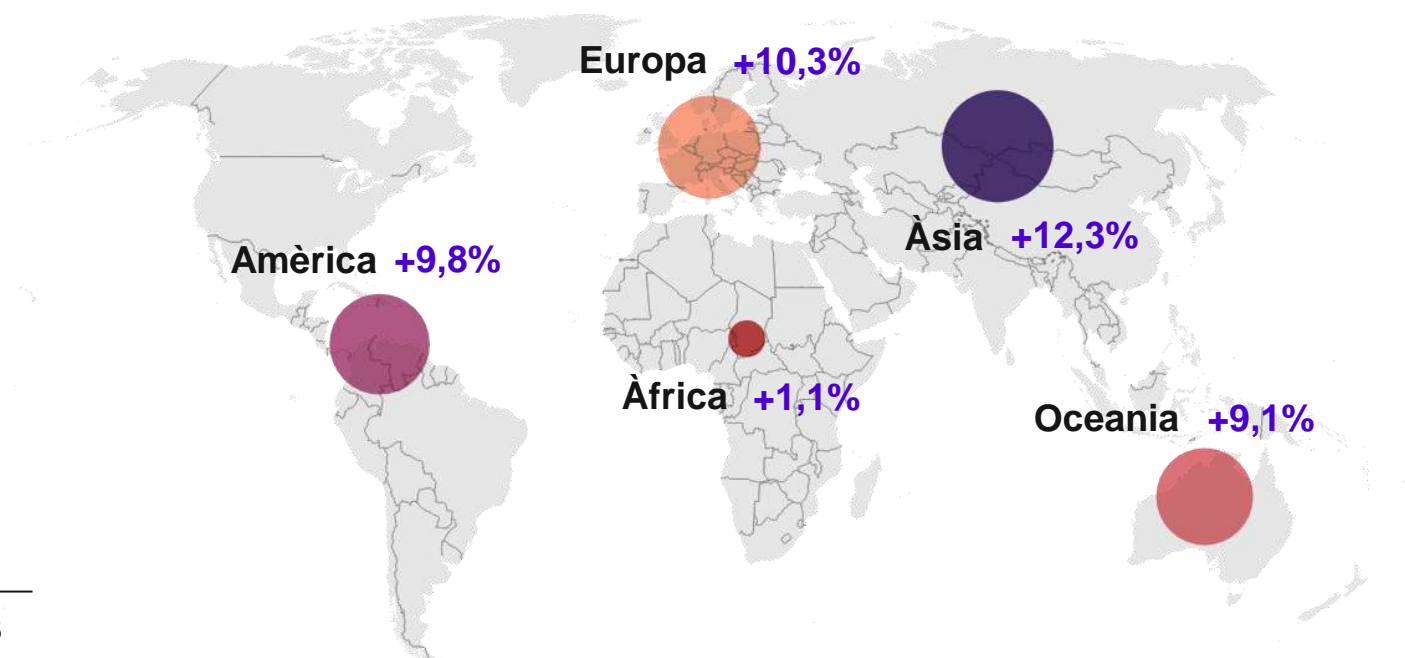 Europa +10,3%
Àsia +12,3%
Amèrica +9,8%
Àfrica +1,1%
Oceania +9,1%